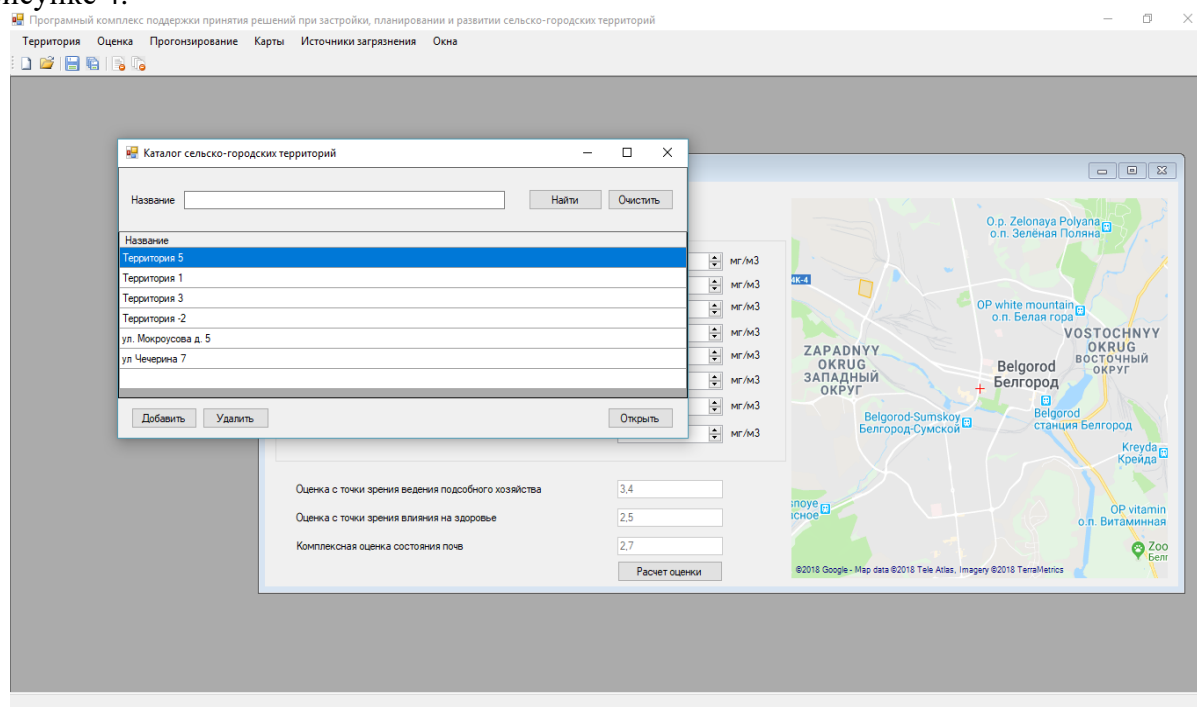 Програмный комплекс поддержки принятия решений при застройки, планировании и развитии сельско-городских территорий
Территория Оценка Прогонзирование Карты Источники загрязнения Окна
Каталог сельско-городских территорий
Название
Найти Очистить
Название
Территория 5
Территория 1
Территория 3
Территория -2
ул. Мокроусова д. 5
ул Чечерина 7
Добавить Удалить Открыть
мг/м3
мг/м3
мг/м3
мг/м3
мг/м3
мг/м3
мг/м3
мг/м3
Оценка с точки зрения ведения подсобного хозяйства 3,4
Оценка с точки зрения влияния на здоровье 2,5
Комплексная оценка состояния почв 2,7
Расчет оценки
O.p. Zelonaya Polyana
о.п. Зелёная Поляна
4K-4
OP white mountain
о.п. Белая гора
VOSTOCHNYY
OKRUG
ВОСТОЧНЫЙ
ОКРУГ
ZAPADNYY
OKRUG
ЗАПАДНЫЙ
ОКРУГ
Belgorod
Белгород
Belgorod-Sumskoy
Белгород-Сумской
Belgorod
станция Белгород
Kreyda
Крейда
OP vitamin
о.п. Витаминная
Zoo
©2018 Google - Map data ©2018 Tele Atlas, Imagery ©2018 TerraMetrics